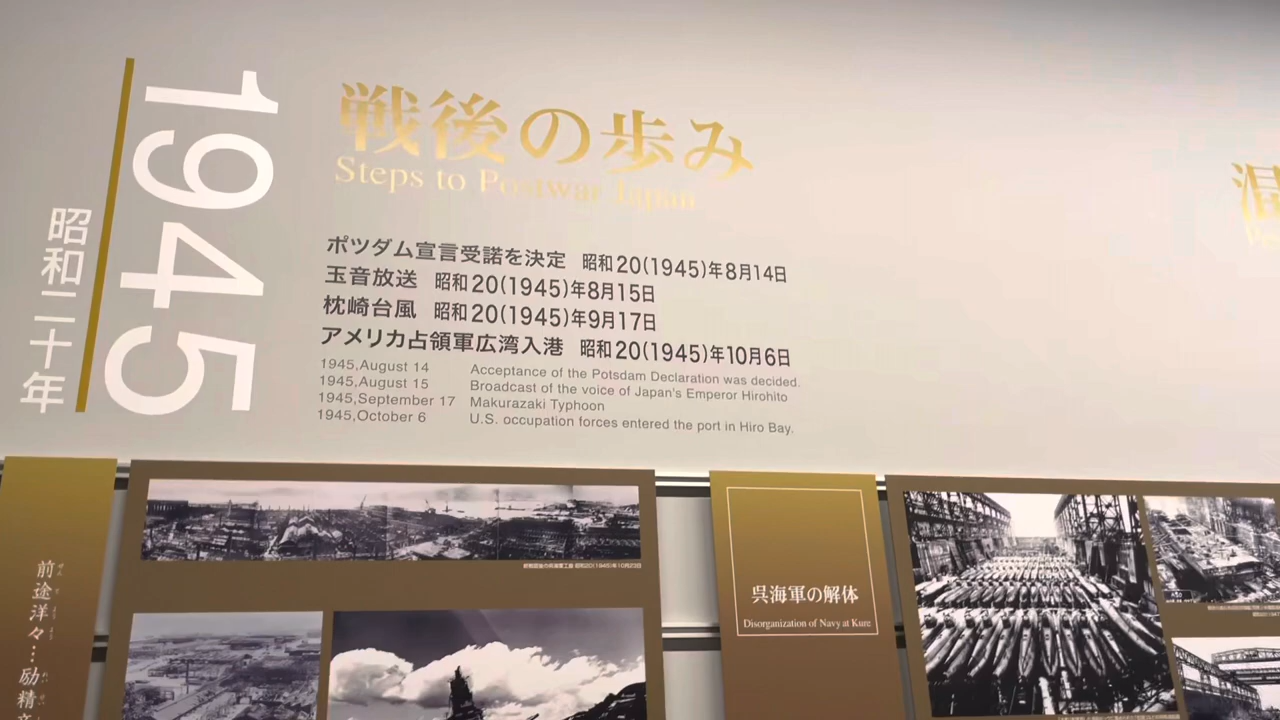 1945
昭和二十年
戦後の歩み
Steps to Postwar Japan
ポツダム宣言受諾を決定 昭和20(1945)年8月14日
玉音放送 昭和20(1945)年8月15日
枕崎台風 昭和20(1945)年9月17日
アメリカ占領軍広湾入港 昭和20(1945)年10月6日
1945,August 14 Acceptance of the Potsdam Declaration was decided.
1945,August 15 Broadcast of the voice of Japan's Emperor Hirohito
1945,September 17 Makurazaki Typhoon
1945,October 6 U.S. occupation forces entered the port in Hiro Bay.
前途洋々…励精
呉海軍の解体
Disorganization of Navy at Kure